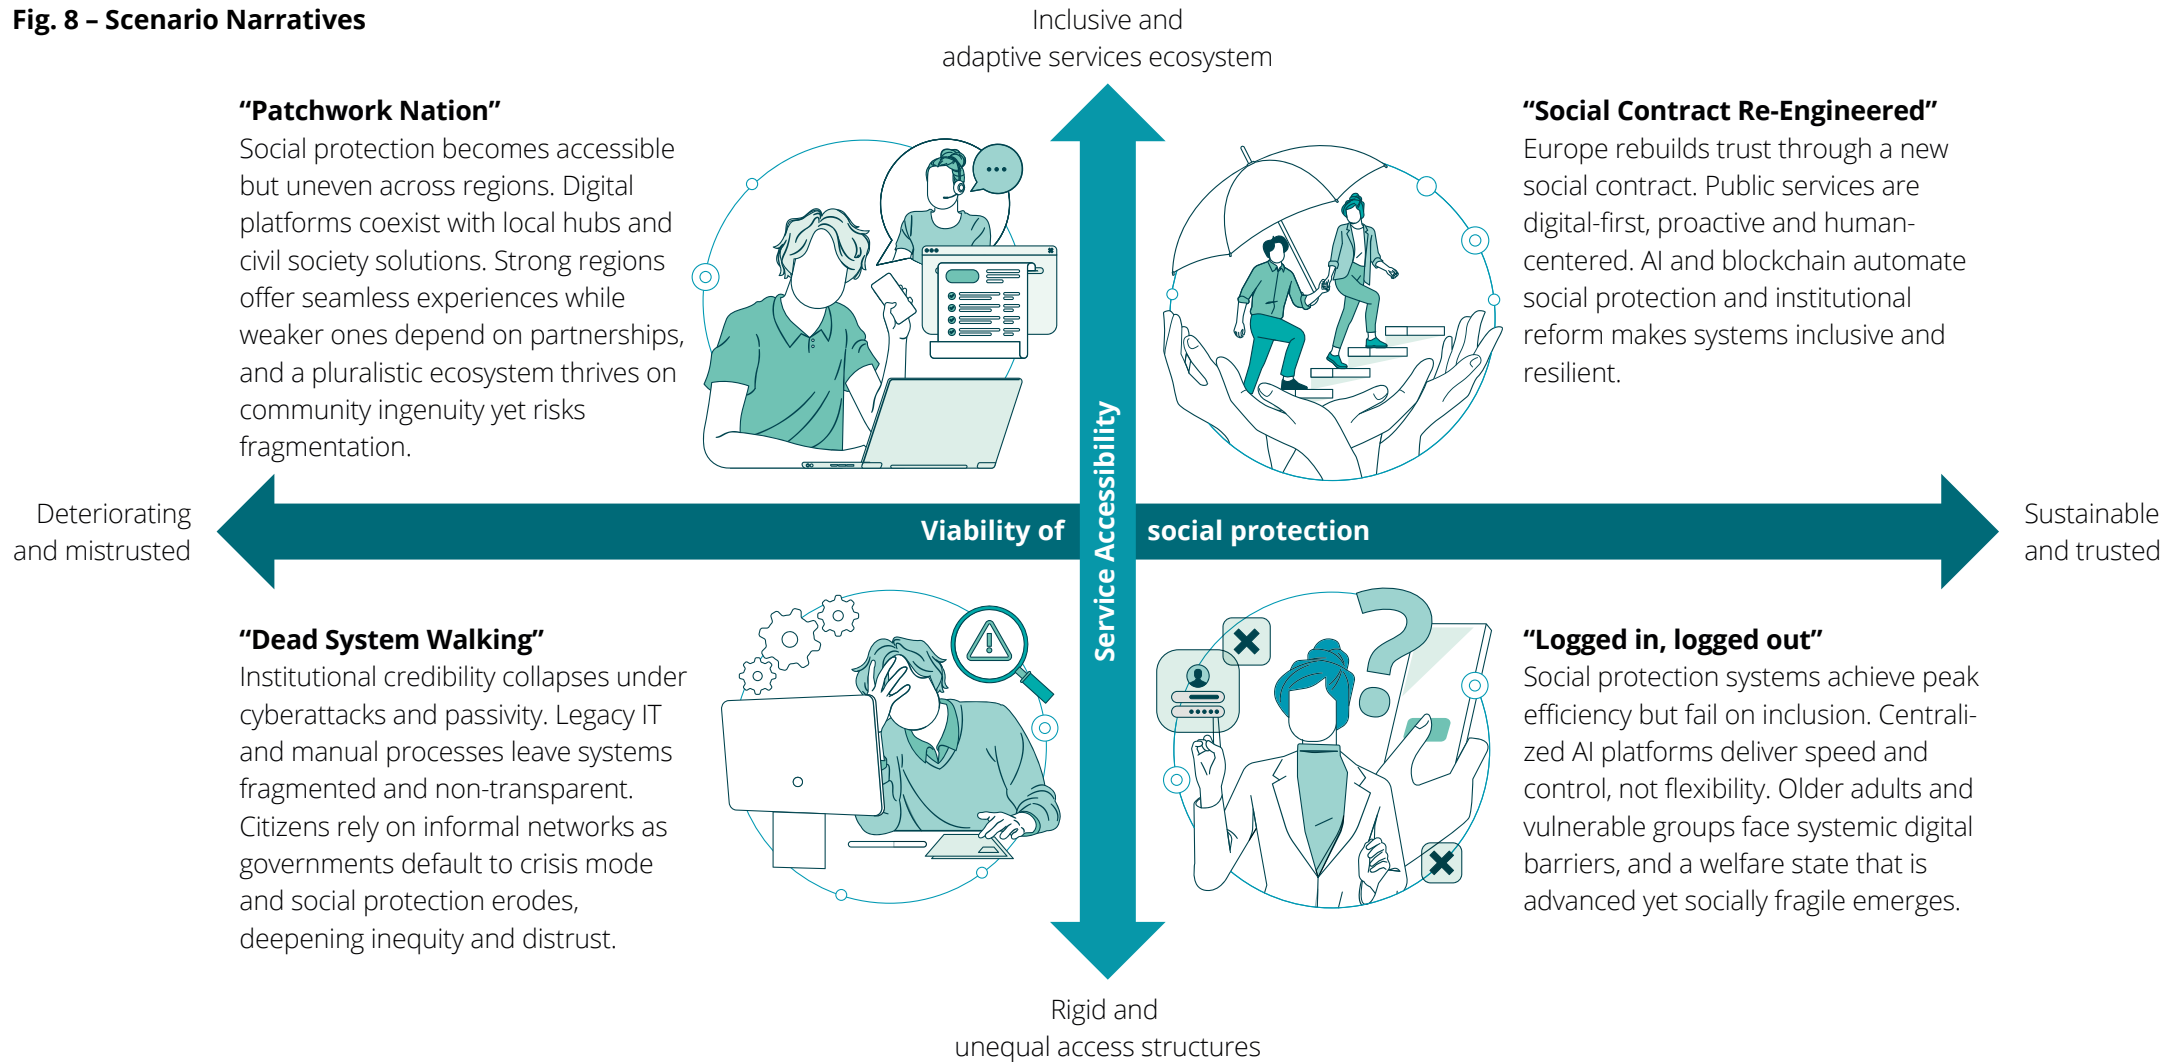 Fig. 8 – Scenario Narratives
Inclusive and
adaptive services ecosystem
“Patchwork Nation”
Social protection becomes accessible
but uneven across regions. Digital
platforms coexist with local hubs and
civil society solutions. Strong regions
offer seamless experiences while
weaker ones depend on partnerships,
and a pluralistic ecosystem thrives on
community ingenuity yet risks
fragmentation.
“Social Contract Re-Engineered”
Europe rebuilds trust through a new
social contract. Public services are
digital-first, proactive and human-
centered. AI and blockchain automate
social protection and institutional
reform makes systems inclusive and
resilient.
Deteriorating
and mistrusted
Viability of social protection
Service Accessibility
Sustainable
and trusted
“Dead System Walking”
Institutional credibility collapses under
cyberattacks and passivity. Legacy IT
and manual processes leave systems
fragmented and non-transparent.
Citizens rely on informal networks as
governments default to crisis mode
and social protection erodes,
deepening inequity and distrust.
“Logged in, logged out”
Social protection systems achieve peak
efficiency but fail on inclusion. Centrali-
zed AI platforms deliver speed and
control, not flexibility. Older adults and
vulnerable groups face systemic digital
barriers, and a welfare state that is
advanced yet socially fragile emerges.
Rigid and
unequal access structures